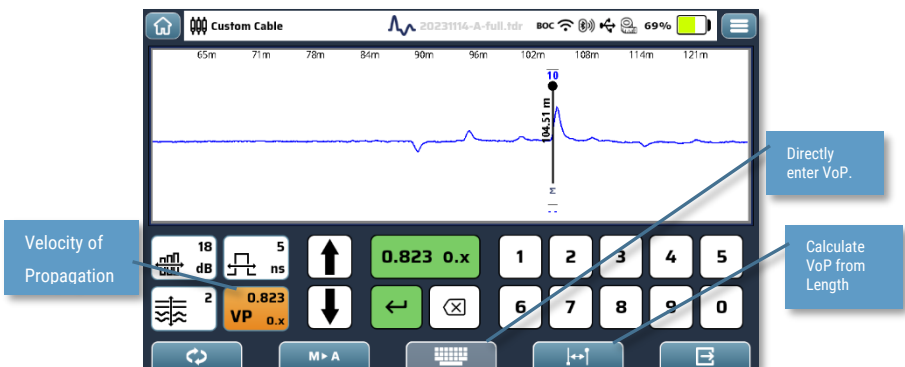 Custom Cable
20231114-A-full.tdr
BOC
69%
65m 71m 78m 84m 90m 96m 102m 108m 114m 121m
10
104.51 m
Σ
--
Directly
enter VoP.
Velocity of
Propagation
Calculate
VoP from
Length
18
dB
5
ns
0.823 0.x
1 2 3 4 5
2
0.823
VP 0.x
6 7 8 9 0
M▸A